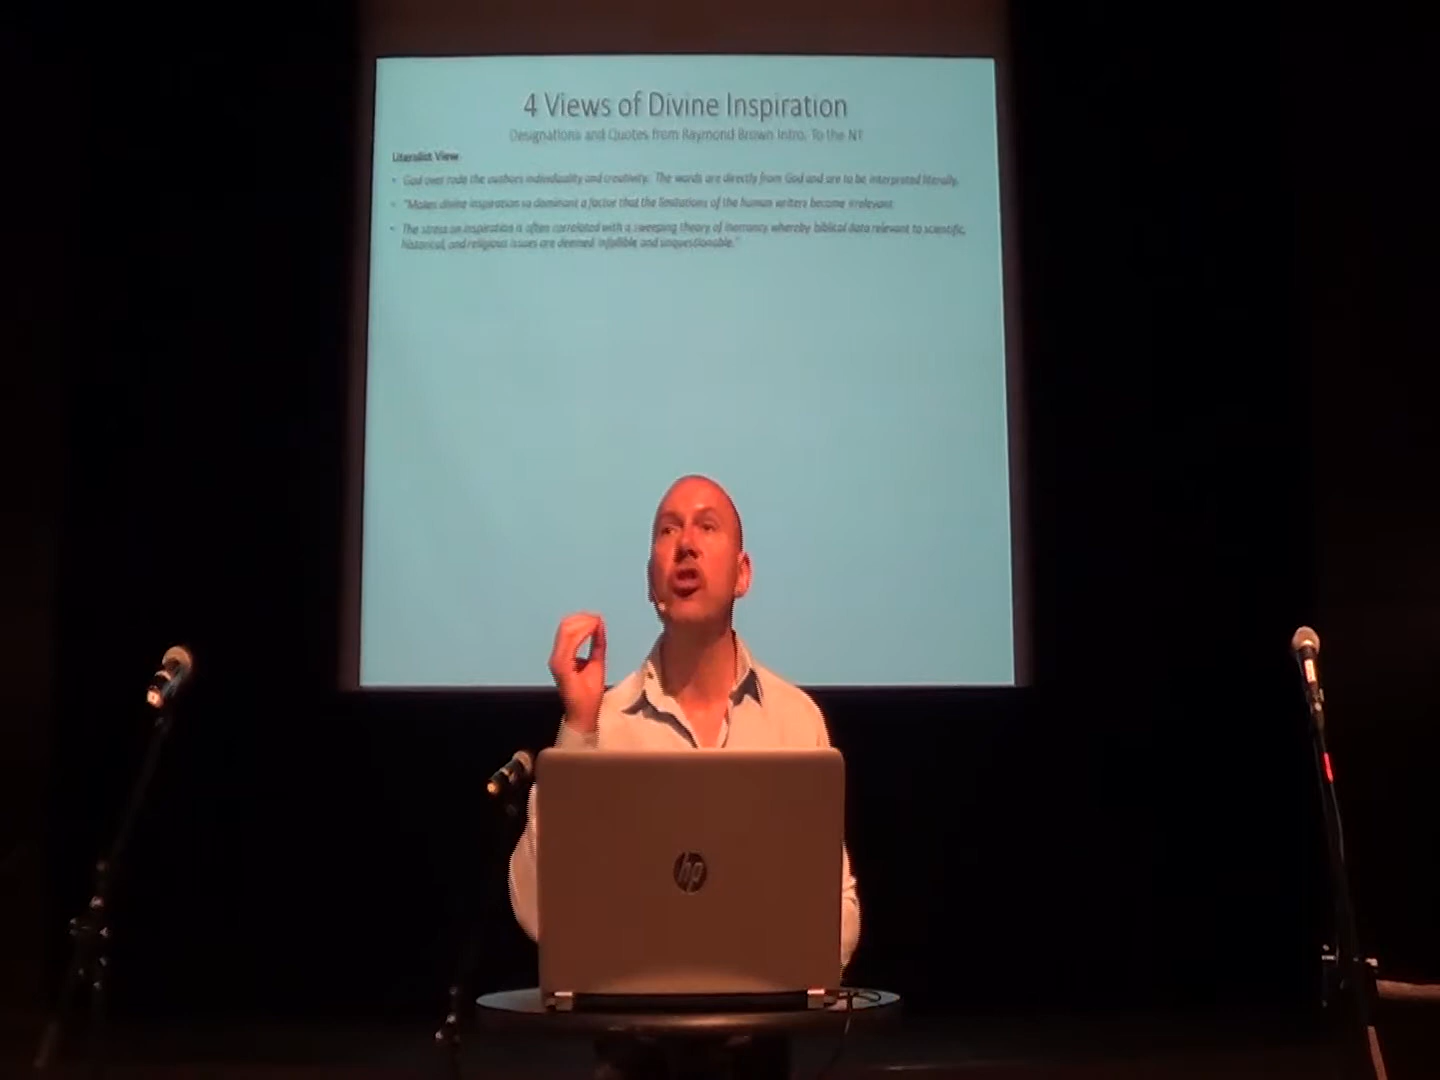 4 Views of Divine Inspiration
Designations and Quotes from Raymond Brown Intro. To the NT
Literalist View
• God over rode the authors individuality and creativity. The words are directly from God and are to be interpreted literally.
• "Makes divine inspiration so dominant a factor that the limitations of the human writers become irrelevant
• The stress on inspiration is often correlated with a sweeping theory of inerrancy whereby biblical data relevant to scientific,
historical, and religious issues are deemed infallible and unquestionable."
hp